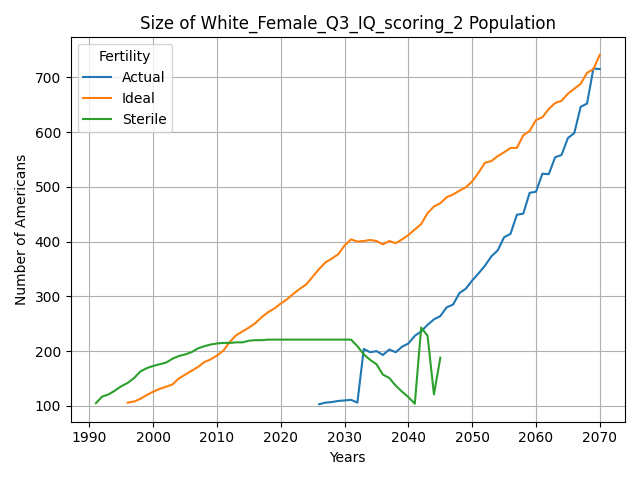 Size of White_Female_Q3_IQ_scoring_2 Population
Fertility
Actual
Ideal
Sterile
Number of Americans
700
600
500
400
300
200
100
1990 2000 2010 2020 2030 2040 2050 2060 2070
Years